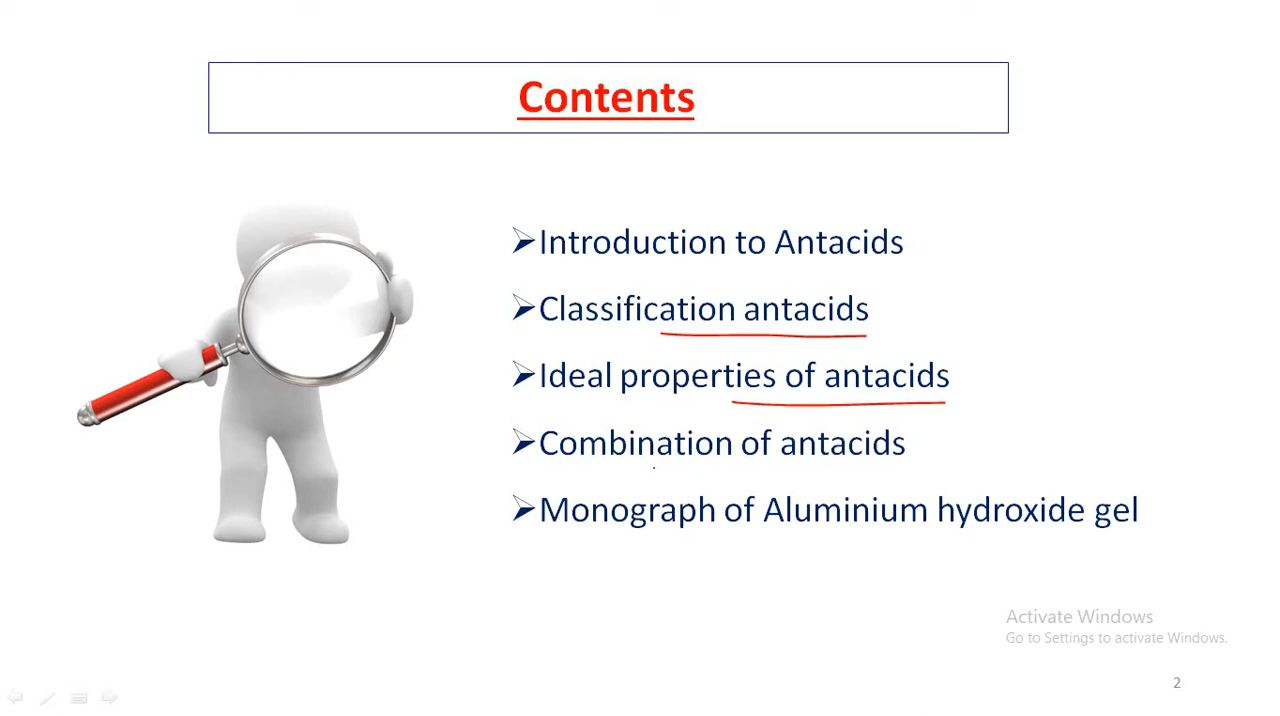 Contents
➢Introduction to Antacids
➢Classification antacids
➢Ideal properties of antacids
➢Combination of antacids
➢Monograph of Aluminium hydroxide gel
Activate Windows
Go to Settings to activate Windows.
2